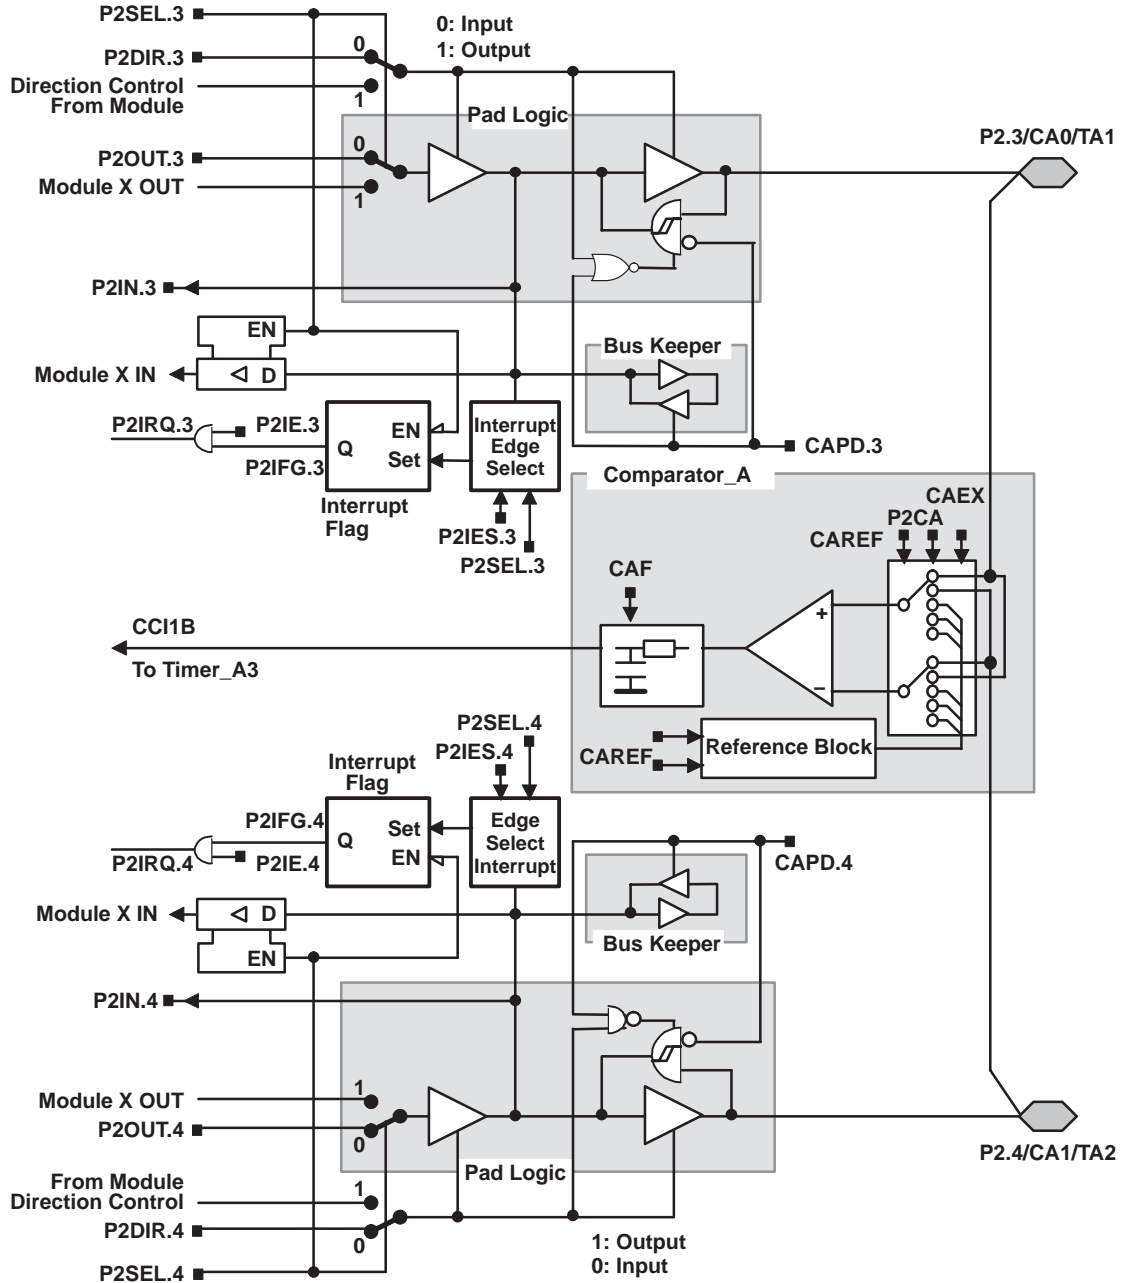 P2SEL.3
0: Input
1: Output
P2DIR.3
0
Direction Control
From Module
1
Pad Logic
P2OUT.3
0
Module X OUT
1
P2.3/CA0/TA1
P2IN.3
EN
Module X IN
D
Bus Keeper
P2IRQ.3
P2IE.3
P2IFG.3
Q
EN
Set
Interrupt
Edge
Select
Interrupt
Flag
P2IES.3
P2SEL.3
CAPD.3
Comparator_A
CAEX
P2CA
CAREF
CAF
+
−
CCI1B
To Timer_A3
Reference Block
CAREF
P2SEL.4
P2IES.4
Interrupt
Flag
P2IFG.4
P2IRQ.4
P2IE.4
Q
Set
EN
Edge
Select
Interrupt
CAPD.4
Module X IN
D
EN
Bus Keeper
P2IN.4
Module X OUT
1
P2OUT.4
0
Pad Logic
P2.4/CA1/TA2
From Module
Direction Control
1
P2DIR.4
0
1: Output
0: Input
P2SEL.4